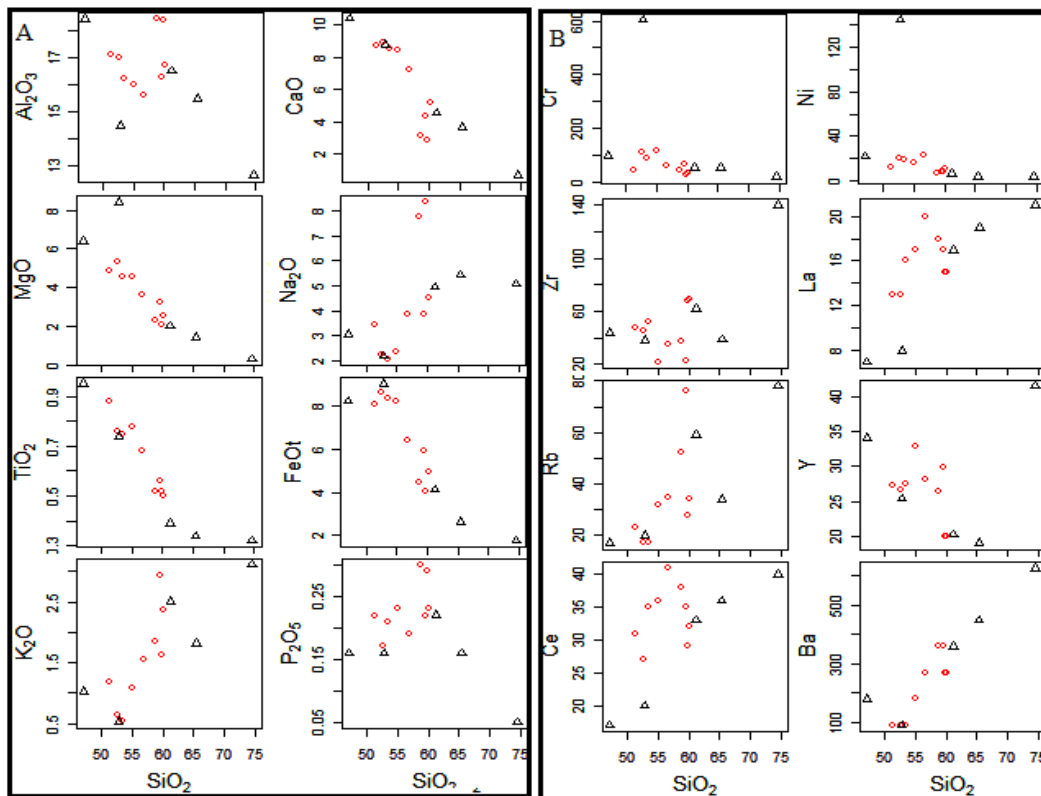 A
Al2O3
13 15 17
CaO
2 4 6 8 10
MgO
0 2 4 6 8
Na2O
2 3 4 5 6 7 8
TiO2
0.3 0.5 0.7 0.9
FeOt
2 4 6 8
K2O
0.5 1.5 2.5
P2O5
0.05 0.15 0.25
50 55 60 65 70 75
50 55 60 65 70 75
SiO2
SiO2
B
Cr
0 100 200 400 600
Ni
0 20 40 60 80 120
Zr
20 60 100 140
La
8 12 16 20
Rb
20 40 60 80
Y
20 25 30 35 40
Ce
20 25 30 35 40
Ba
100 300 500
50 55 60 65 70 75
50 55 60 65 70 75
SiO2
SiO2